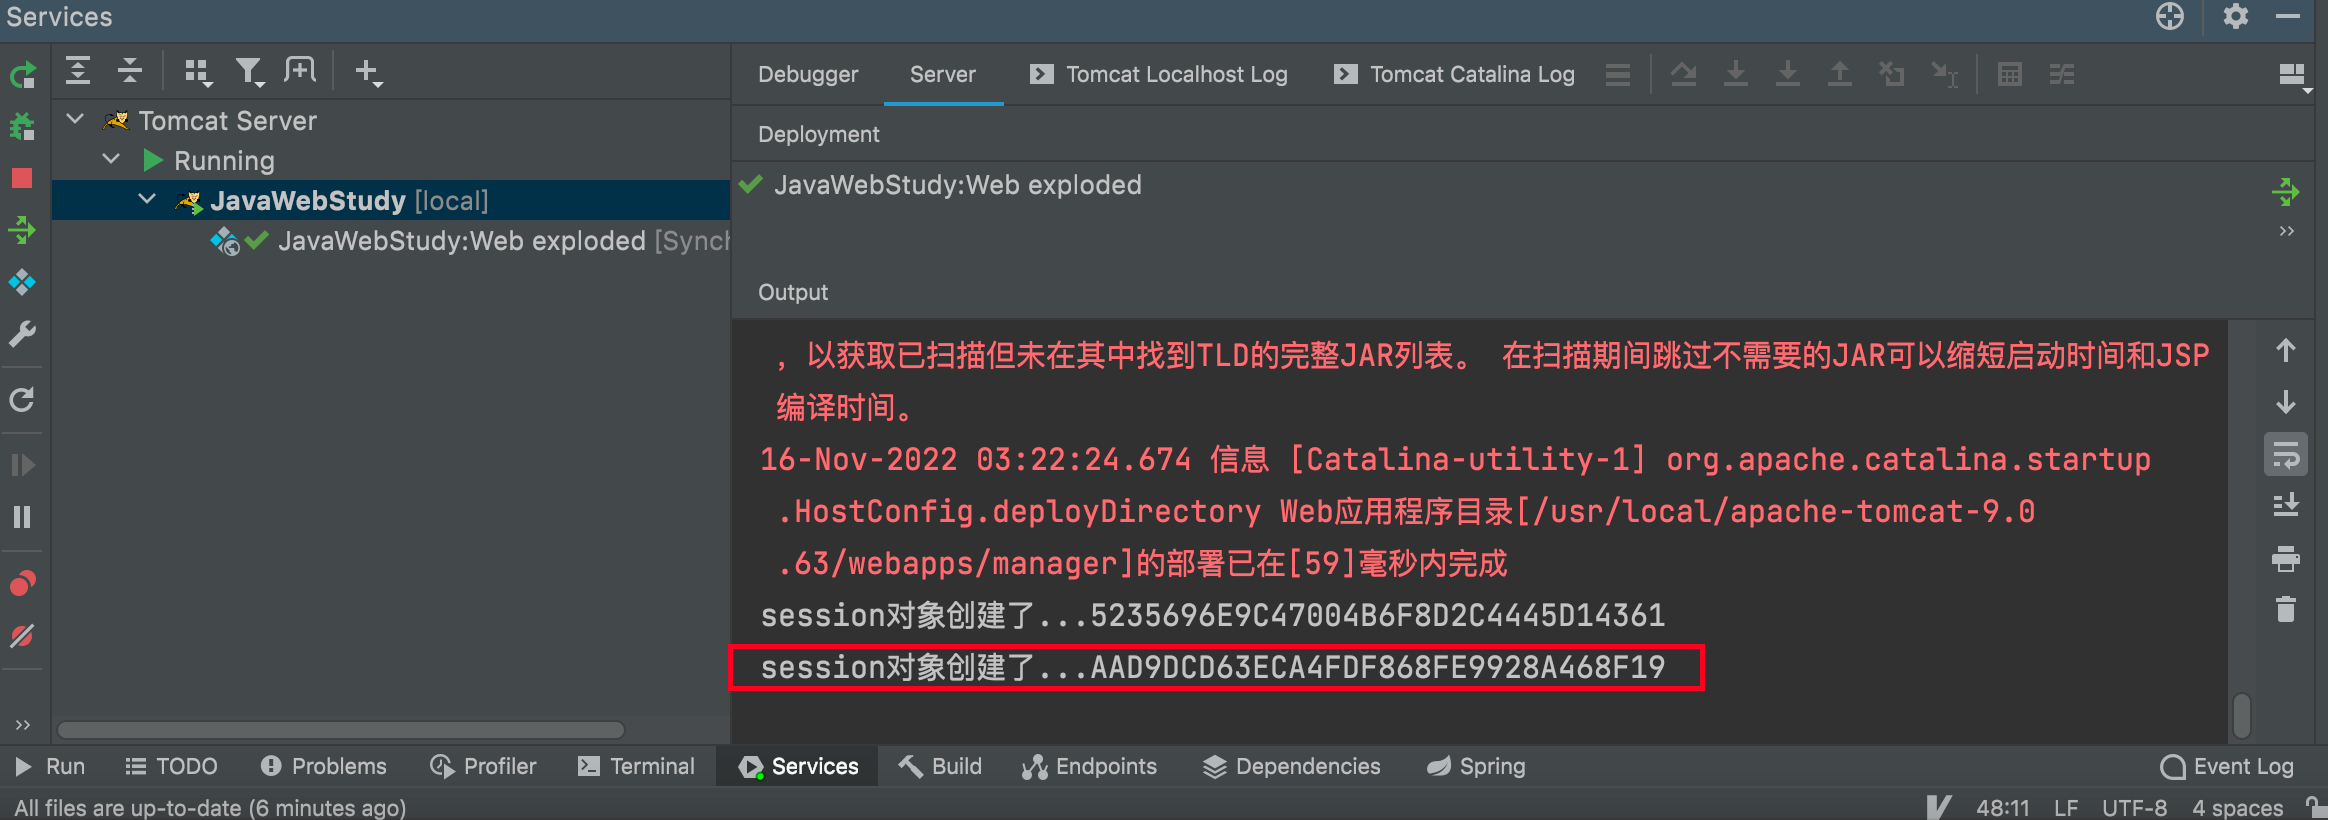 Services
Debugger
Server
Tomcat Localhost Log
Tomcat Catalina Log
Tomcat Server
Running
JavaWebStudy [local]
JavaWebStudy:Web exploded [Synch
Deployment
JavaWebStudy:Web exploded
Output
，以获取已扫描但未在其中找到TLD的完整JAR列表。 在扫描期间跳过不需要的JAR可以缩短启动时间和JSP
编译时间。
16-Nov-2022 03:22:24.674 信息 [Catalina-utility-1] org.apache.catalina.startup
.HostConfig.deployDirectory Web应用程序目录[/usr/local/apache-tomcat-9.0
.63/webapps/manager]的部署已在[59]毫秒内完成
session对象创建了...5235696E9C47004B6F8D2C4445D14361
session对象创建了...AAD9DCD63ECA4FDF868FE9928A468F19
Run
TODO
Problems
Profiler
Terminal
Services
Build
Endpoints
Dependencies
Spring
Event Log
All files are up-to-date (6 minutes ago)
48:11
LF
UTF-8
4 spaces